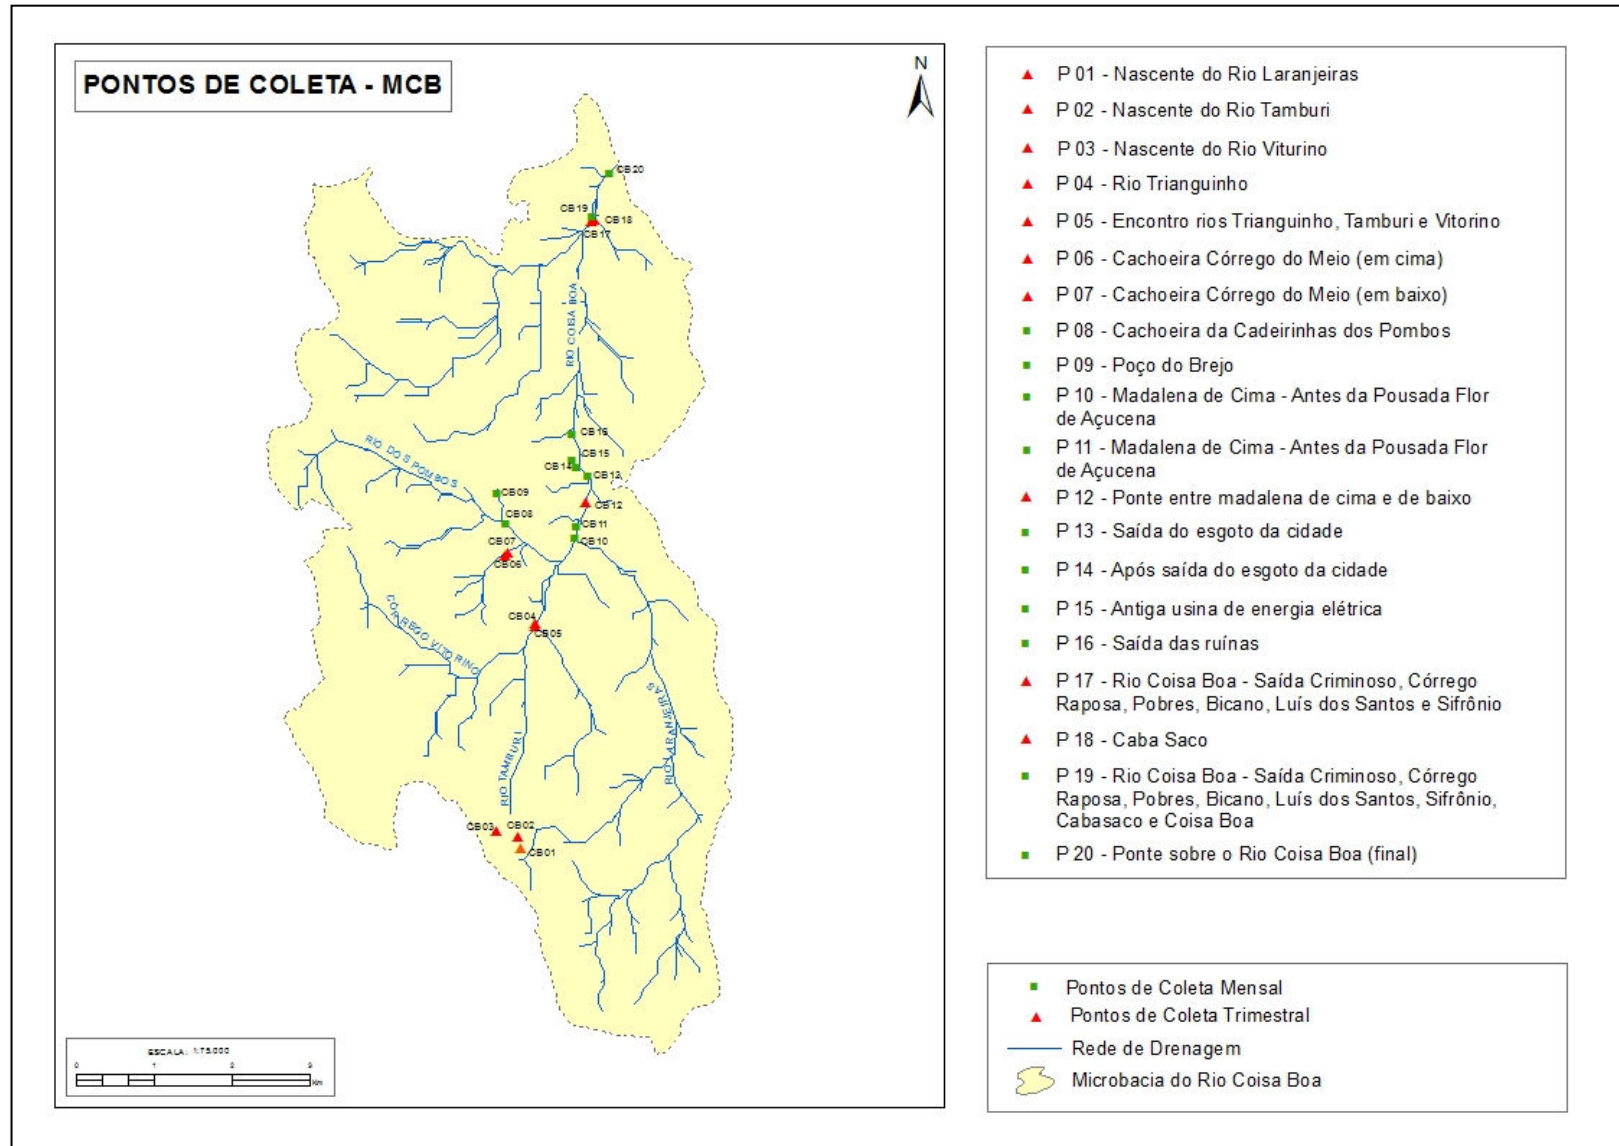 PONTOS DE COLETA - MCB
N
CB20
CB19
CB18
CB17
RIO COISA BOA
CB16
CB15
CB14
CB13
RIO DOS POMBOS
CB09
CB12
CB08
CB11
CB10
CB07
CB06
CÓRREGO VITORINO
CB04
CB05
RIO LARANJEIRAS
RIO TAMBURI
CB03
CB02
CB01
ESCALA: 1:75.000
0 1 2 3
Km
P 01 - Nascente do Rio Laranjeiras
P 02 - Nascente do Rio Tamburi
P 03 - Nascente do Rio Viturino
P 04 - Rio Trianguinho
P 05 - Encontro rios Trianguinho, Tamburi e Vitorino
P 06 - Cachoeira Córrego do Meio (em cima)
P 07 - Cachoeira Córrego do Meio (em baixo)
P 08 - Cachoeira da Cadeirinhas dos Pombos
P 09 - Poço do Brejo
P 10 - Madalena de Cima - Antes da Pousada Flor
de Açucena
P 11 - Madalena de Cima - Antes da Pousada Flor
de Açucena
P 12 - Ponte entre madalena de cima e de baixo
P 13 - Saída do esgoto da cidade
P 14 - Após saída do esgoto da cidade
P 15 - Antiga usina de energia elétrica
P 16 - Saída das ruínas
P 17 - Rio Coisa Boa - Saída Criminoso, Córrego
Raposa, Pobres, Bicano, Luís dos Santos e Sifrônio
P 18 - Caba Saco
P 19 - Rio Coisa Boa - Saída Criminoso, Córrego
Raposa, Pobres, Bicano, Luís dos Santos, Sifrônio,
Cabasaco e Coisa Boa
P 20 - Ponte sobre o Rio Coisa Boa (final)
Pontos de Coleta Mensal
Pontos de Coleta Trimestral
Rede de Drenagem
Microbacia do Rio Coisa Boa